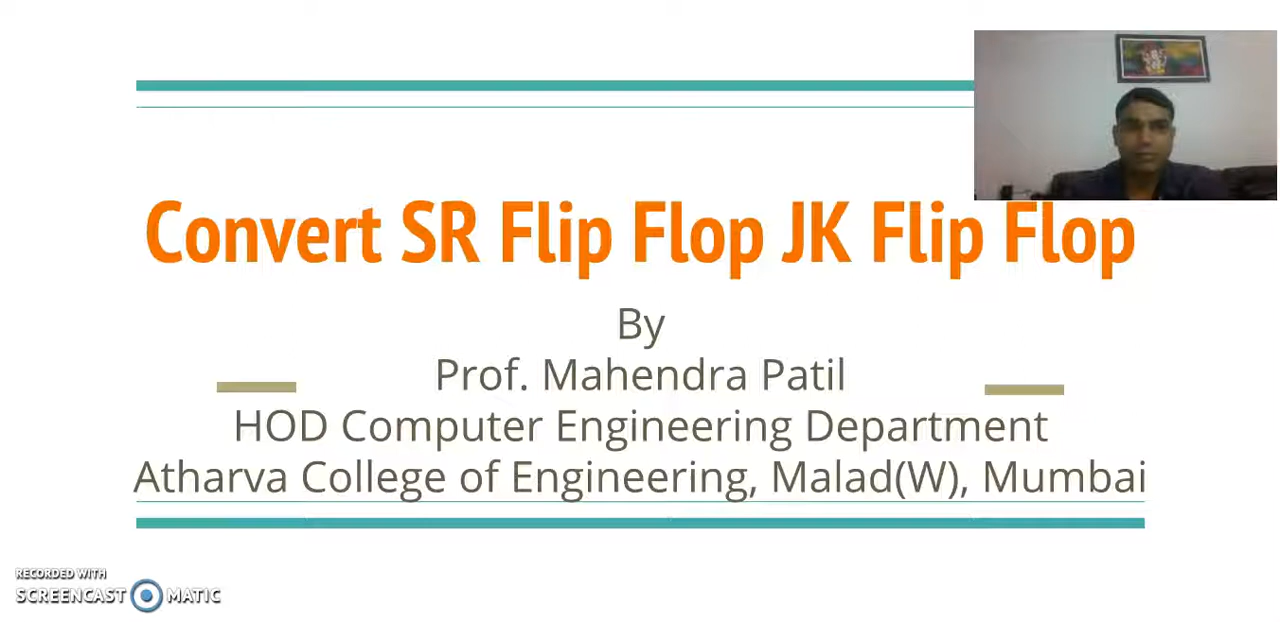 Convert SR Flip Flop JK Flip Flop
By
Prof. Mahendra Patil
HOD Computer Engineering Department
Atharva College of Engineering, Malad(W), Mumbai
RECORDED WITH
SCREENCAST MATIC